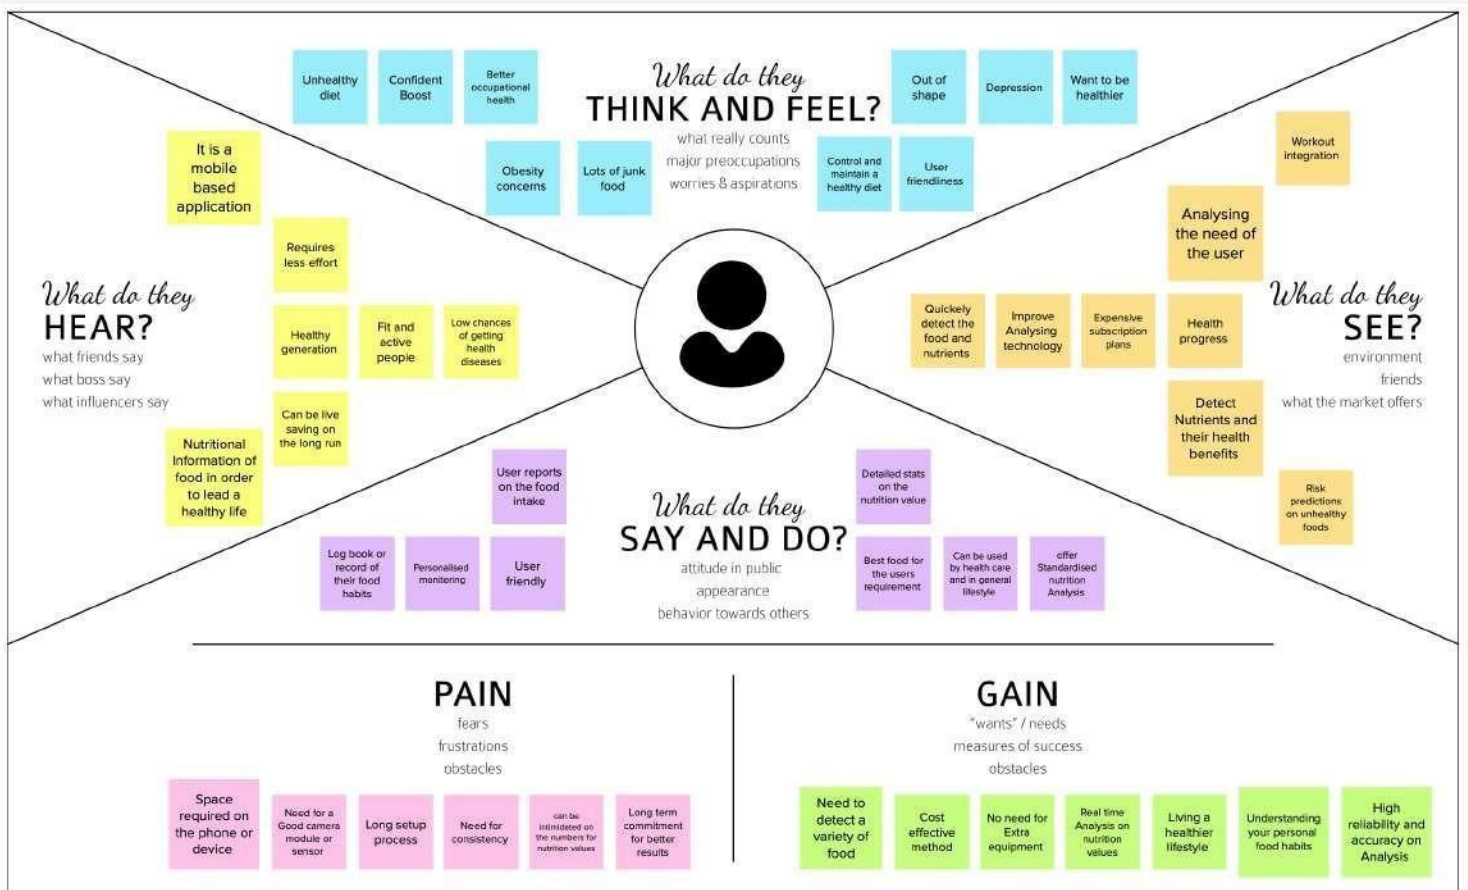 What do they
THINK AND FEEL?
what really counts
major preoccupations
worries & aspirations
Unhealthy
diet
Confident
Boost
Better
occupational
health
Obesity
concerns
Lots of junk
food
Out of
shape
Depression
Want to be
healthier
Control and
maintain a
healthy diet
User
friendliness
What do they
HEAR?
what friends say
what boss say
what influencers say
It is a
mobile
based
application
Requires
less effort
Healthy
generation
Fit and
active
people
Low chances
of getting
health
diseases
Can be live
saving on
the long run
Nutritional
Information of
food in order
to lead a
healthy life
What do they
SEE?
environment
friends
what the market offers
Workout
integration
Analysing
the need of
the user
Quickely
detect the
food and
nutrients
Improve
Analysing
technology
Expensive
subscription
plans
Health
progress
Detect
Nutrients and
their health
benefits
Risk
predictions
on unhealthy
foods
What do they
SAY AND DO?
attitude in public
appearance
behavior towards others
User reports
on the food
intake
Log book or
record of
their food
habits
Personalised
monitering
User
friendly
Detailed stats
on the
nutrition value
Best food for
the users
requirement
Can be used
by health care
and in general
lifestyle
offer
Standardised
nutrition
Analysis
PAIN
fears
frustrations
obstacles
Space
required on
the phone or
device
Need for a
Good camera
module or
sensor
Long setup
process
Need for
consistency
can be
intimidated on
the numbers for
nutrition values
Long term
commitment
for better
results
GAIN
"wants" / needs
measures of success
obstacles
Need to
detect a
variety of
food
Cost
effective
method
No need for
Extra
equipment
Real time
Analysis on
nutrition
values
Living a
healthier
lifestyle
Understanding
your personal
food habits
High
reliability and
accuracy on
Analysis